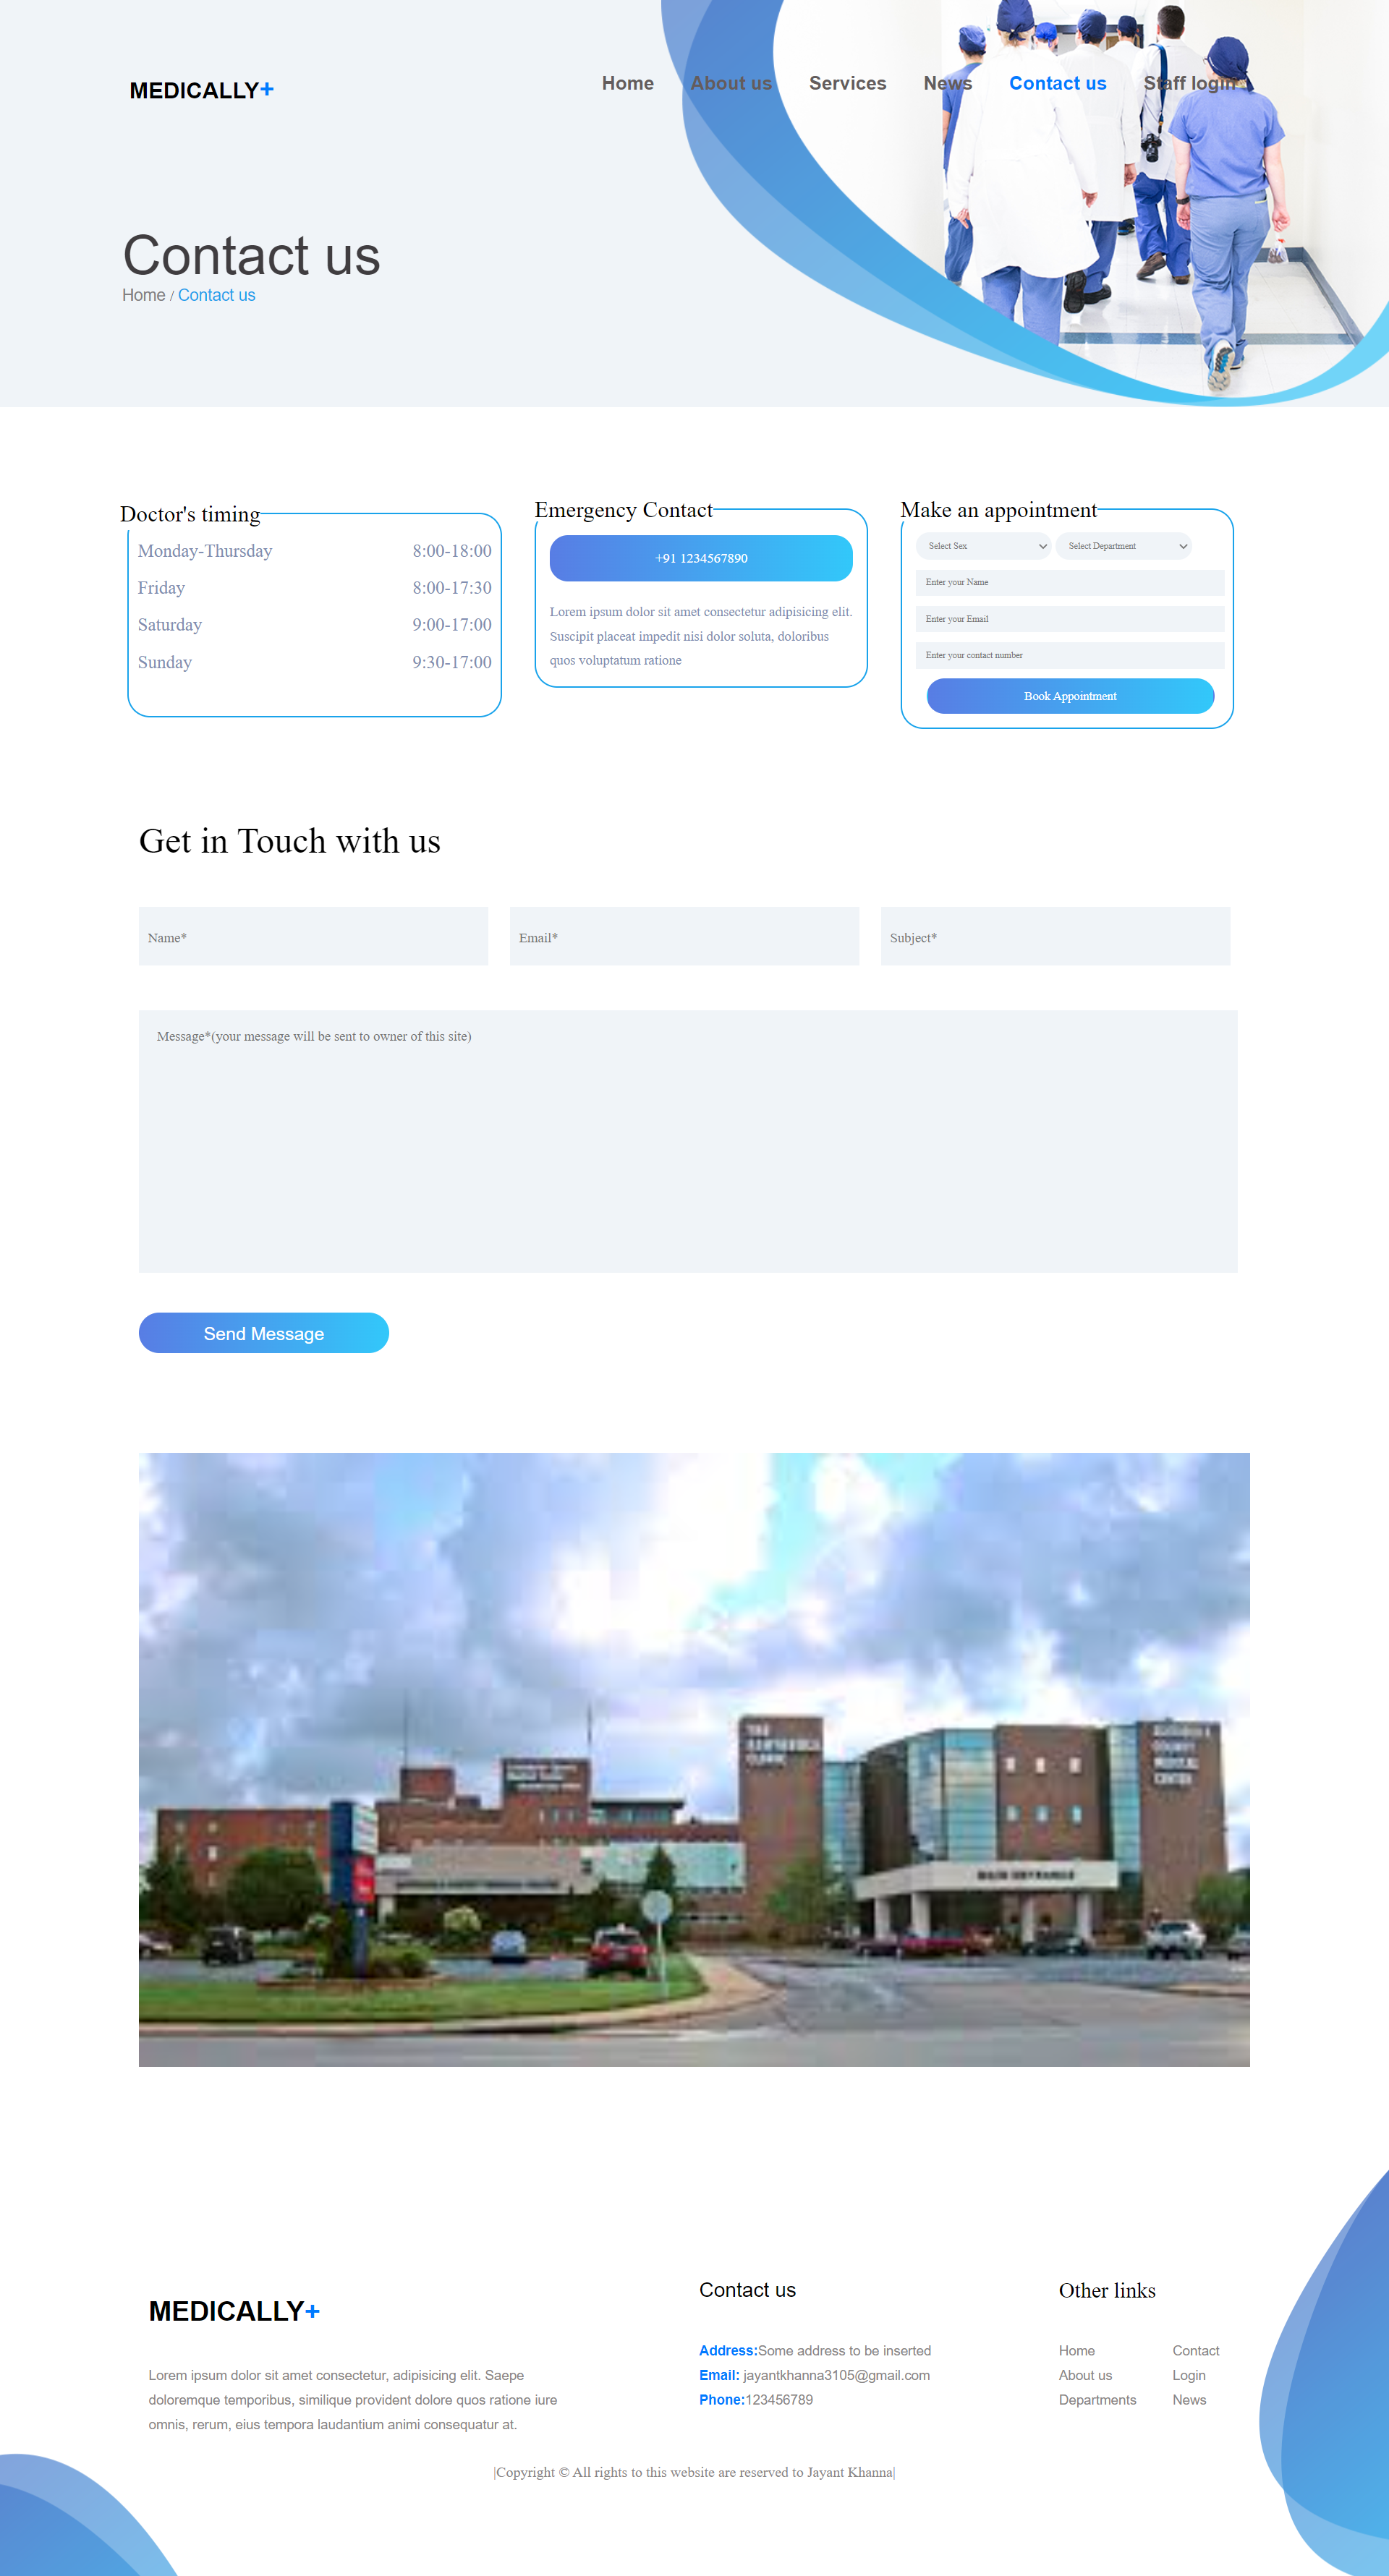 MEDICALLY+
Home About us Services News Contact us Staff login
Contact us
Home / Contact us
Doctor's timing
Monday-Thursday 8:00-18:00
Friday 8:00-17:30
Saturday 9:00-17:00
Sunday 9:30-17:00
Emergency Contact
+91 1234567890
Lorem ipsum dolor sit amet consectetur adipisicing elit.
Suscipit placeat impedit nisi dolor soluta, doloribus
quos voluptatum ratione
Make an appointment
Select Sex Select Department
Enter your Name
Enter your Email
Enter your contact number
Book Appointment
Get in Touch with us
Name* Email* Subject*
Message*(your message will be sent to owner of this site)
Send Message
MAIN ENTRANCE
MEDICALLY+
Lorem ipsum dolor sit amet consectetur, adipisicing elit. Saepe
doloremque temporibus, similique provident dolore quos ratione iure
omnis, rerum, eius tempora laudantium animi consequatur at.
Contact us
Address:Some address to be inserted
Email: jayantkhanna3105@gmail.com
Phone:123456789
Other links
Home Contact
About us Login
Departments News
|Copyright © All rights to this website are reserved to Jayant Khanna|